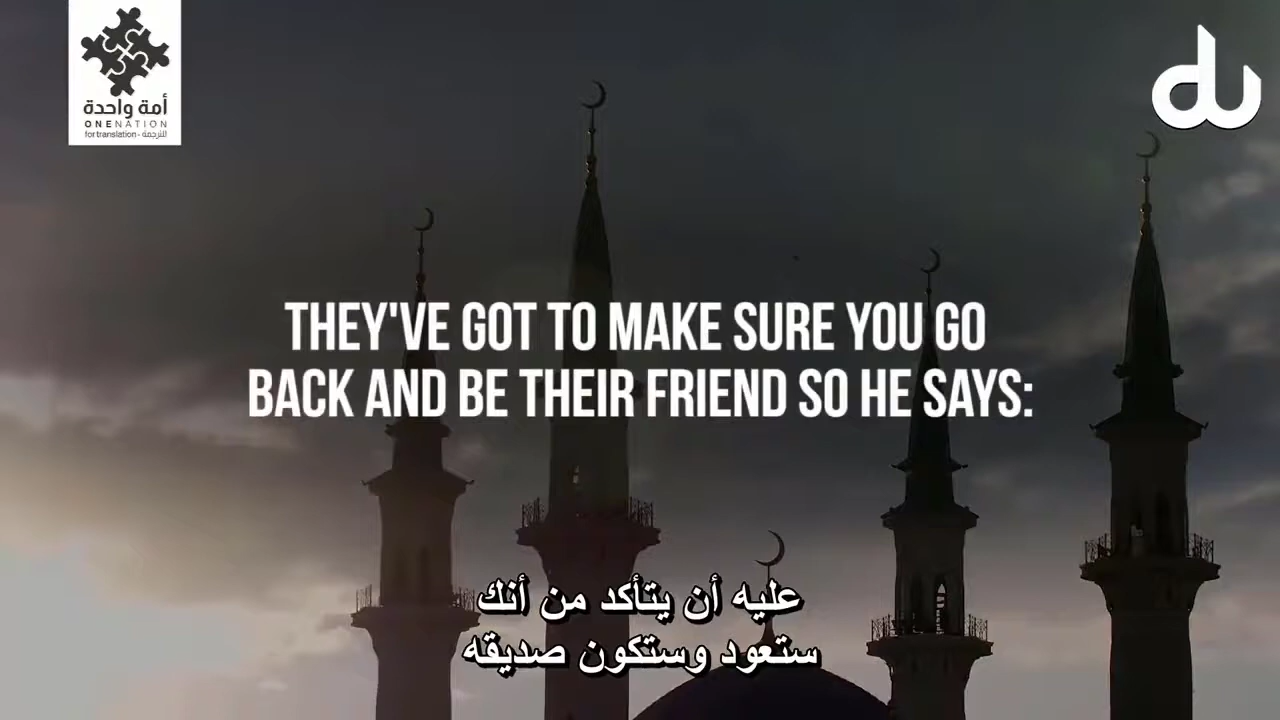 أمة واحدة
ONENATION
for translation - للترجمة
du
THEY'VE GOT TO MAKE SURE YOU GO
BACK AND BE THEIR FRIEND SO HE SAYS:
عليه أن يتأكد من أنك
ستعود وستكون صديقه